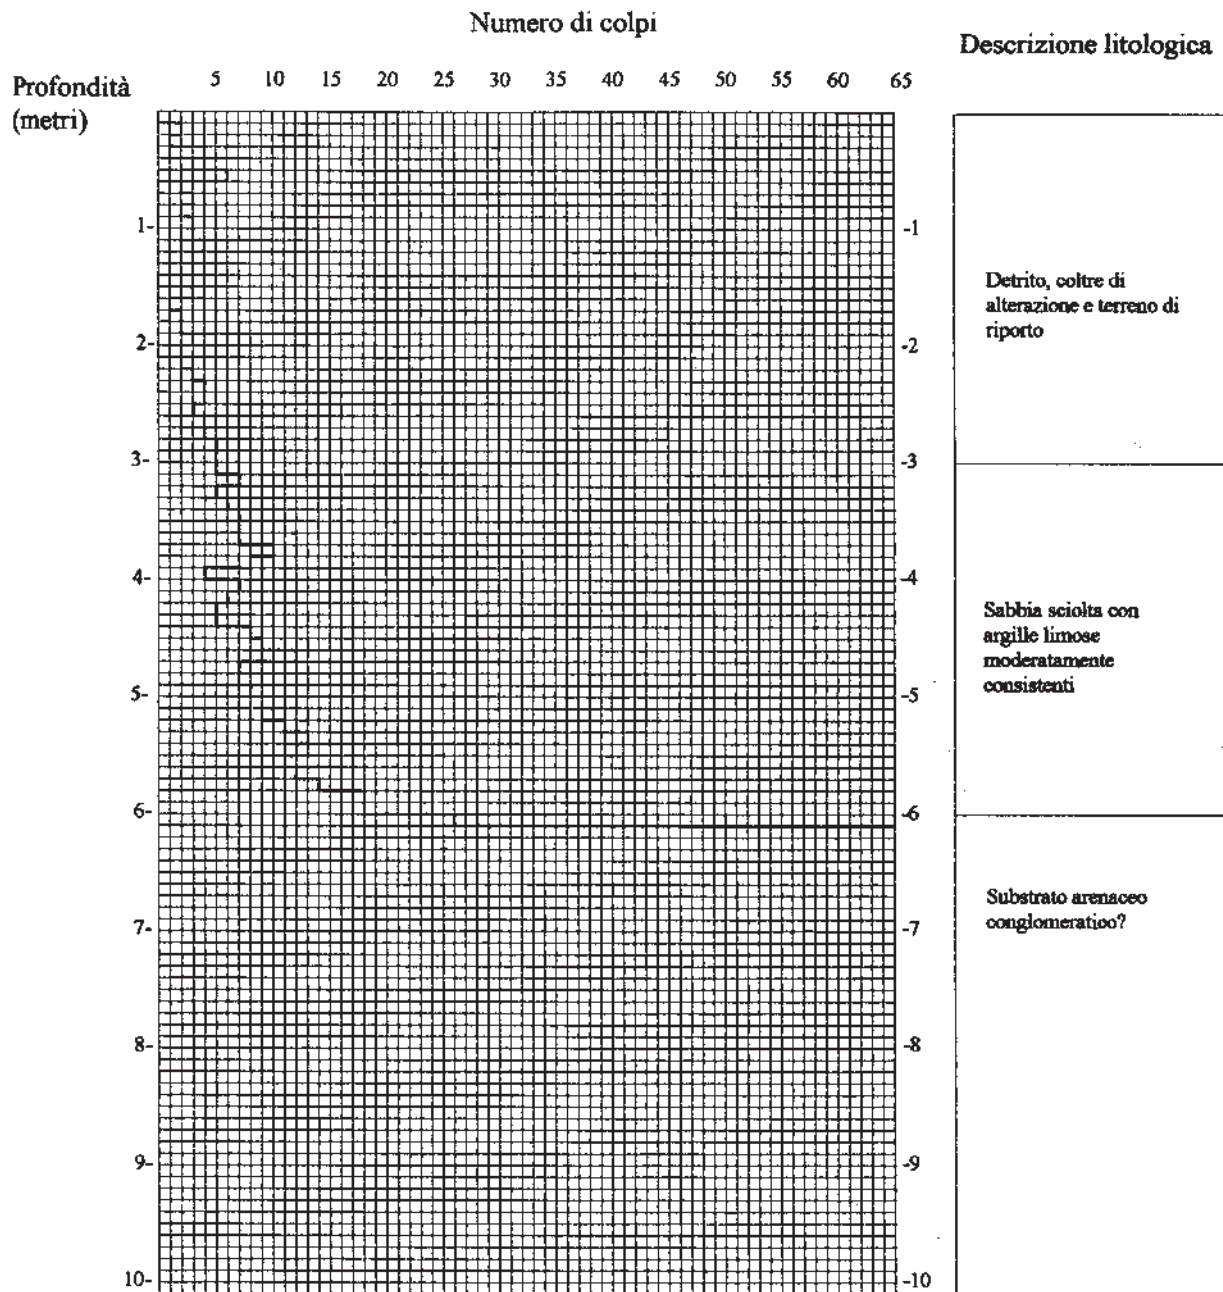 Numero di colpi
Descrizione litologica
Profondità
(metri)
5 10 15 20 25 30 35 40 45 50 55 60 65
1- -1
Detrito, coltre di
alterazione e terreno di
riporto
2- -2
3- -3
4- -4
Sabbia sciolta con
argille limose
moderatamente
consistenti
5- -5
6- -6
Substrato arenaceo
conglomeratico?
7- -7
8- -8
9- -9
10- -10